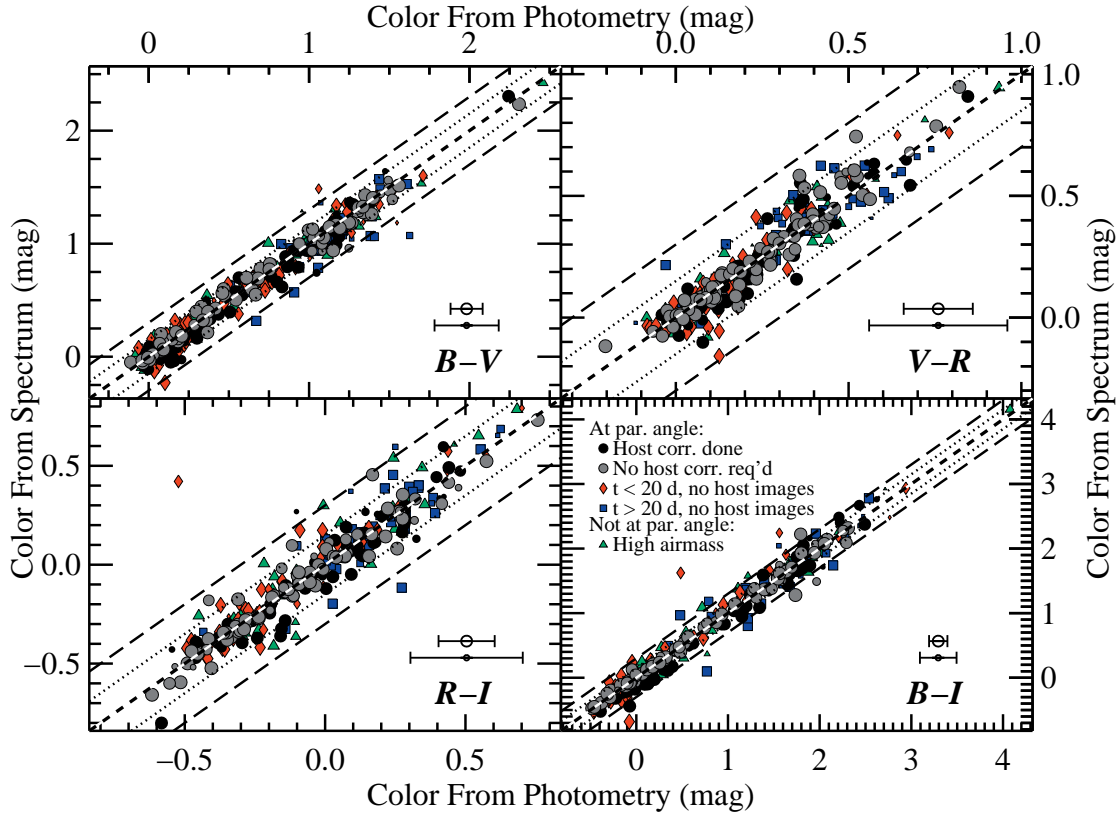 Color From Photometry (mag)
0 1 2
0.0 0.5 1.0
2
1
0
Color From Spectrum (mag)
B–V
1.0
0.5
0.0
Color From Spectrum (mag)
V–R
0.5
0.0
−0.5
Color From Spectrum (mag)
R–I
At par. angle:
Host corr. done
No host corr. req'd
t < 20 d, no host images
t > 20 d, no host images
Not at par. angle:
High airmass
4
3
2
1
0
B–I
−0.5 0.0 0.5
0 1 2 3 4
Color From Photometry (mag)